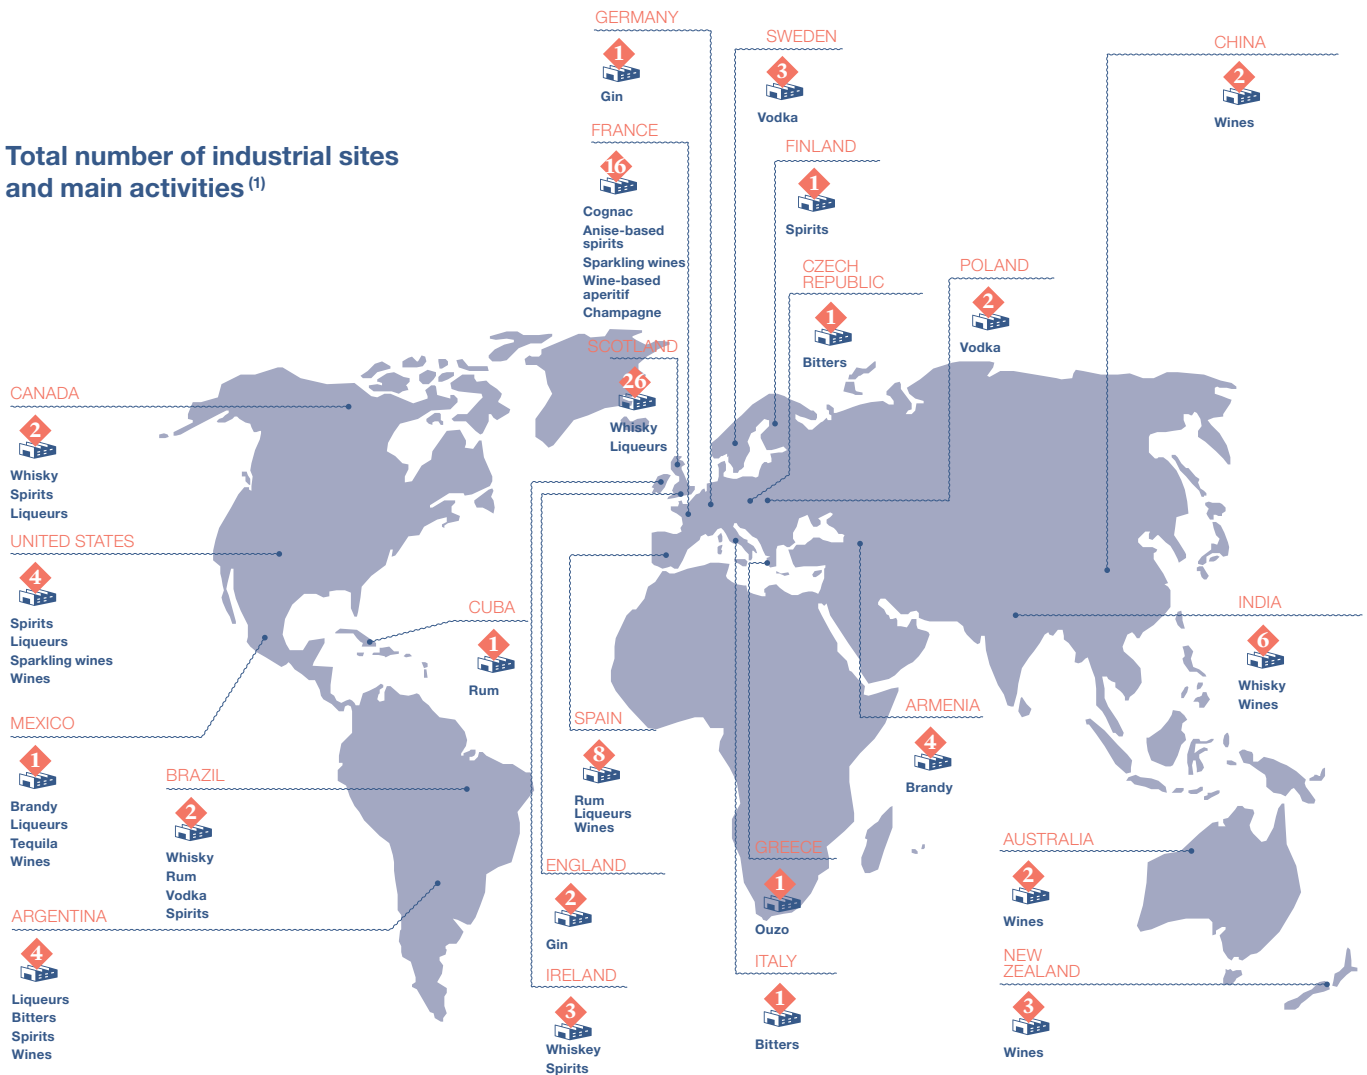 Total number of industrial sites
and main activities (1)
GERMANY
1
Gin
SWEDEN
3
Vodka
CHINA
2
Wines
FRANCE
16
Cognac
Anise-based
spirits
Sparkling wines
Wine-based
aperitif
Champagne
FINLAND
1
Spirits
CZECH
REPUBLIC
1
Bitters
POLAND
2
Vodka
SCOTLAND
26
Whisky
Liqueurs
CANADA
2
Whisky
Spirits
Liqueurs
UNITED STATES
4
Spirits
Liqueurs
Sparkling wines
Wines
CUBA
1
Rum
INDIA
6
Whisky
Wines
MEXICO
1
Brandy
Liqueurs
Tequila
Wines
BRAZIL
2
Whisky
Rum
Vodka
Spirits
SPAIN
8
Rum
Liqueurs
Wines
ARMENIA
4
Brandy
ARGENTINA
4
Liqueurs
Bitters
Spirits
Wines
ENGLAND
2
Gin
GREECE
1
Ouzo
AUSTRALIA
2
Wines
IRELAND
3
Whiskey
Spirits
ITALY
1
Bitters
NEW
ZEALAND
3
Wines